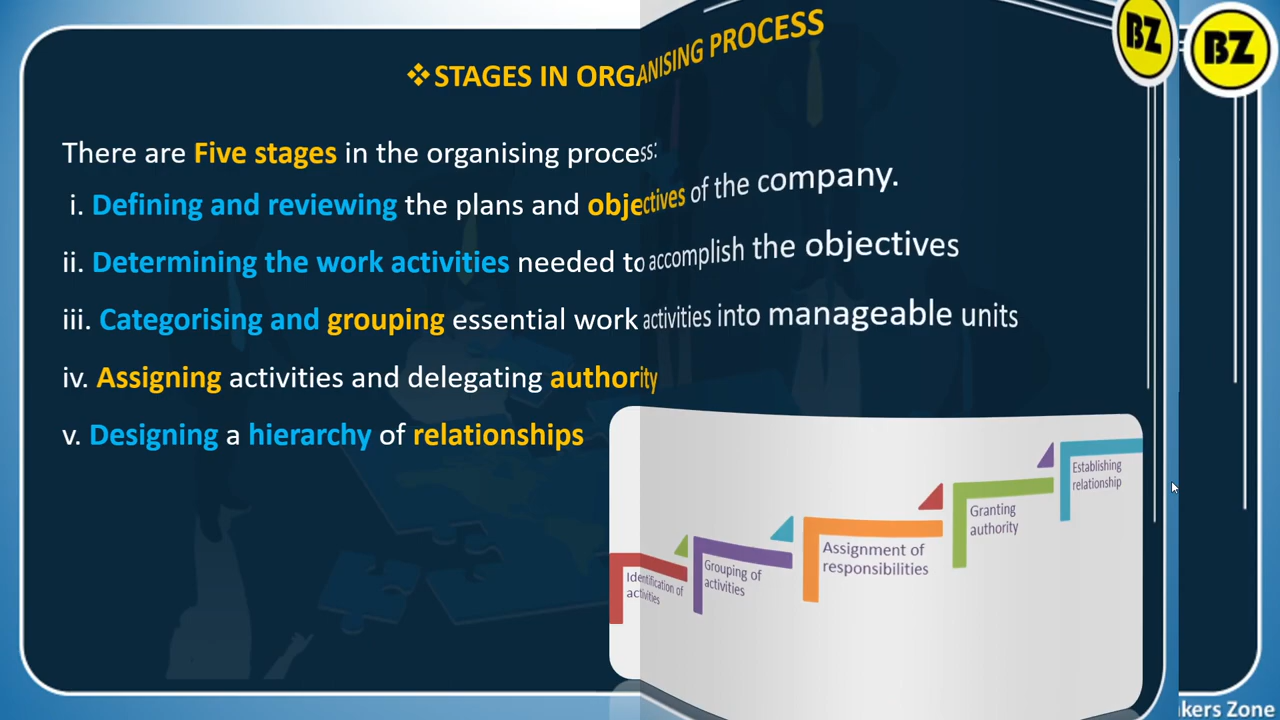 ❖STAGES IN ORGANISING PROCESS
There are Five stages in the organising process:
i. Defining and reviewing the plans and objectives of the company.
ii. Determining the work activities needed to accomplish the objectives
iii. Categorising and grouping essential work activities into manageable units
iv. Assigning activities and delegating authority
v. Designing a hierarchy of relationships
Identification of
activities
Grouping of
activities
Assignment of
responsibilities
Granting
authority
Establishing
relationship
BZ
BZ
kers Zone